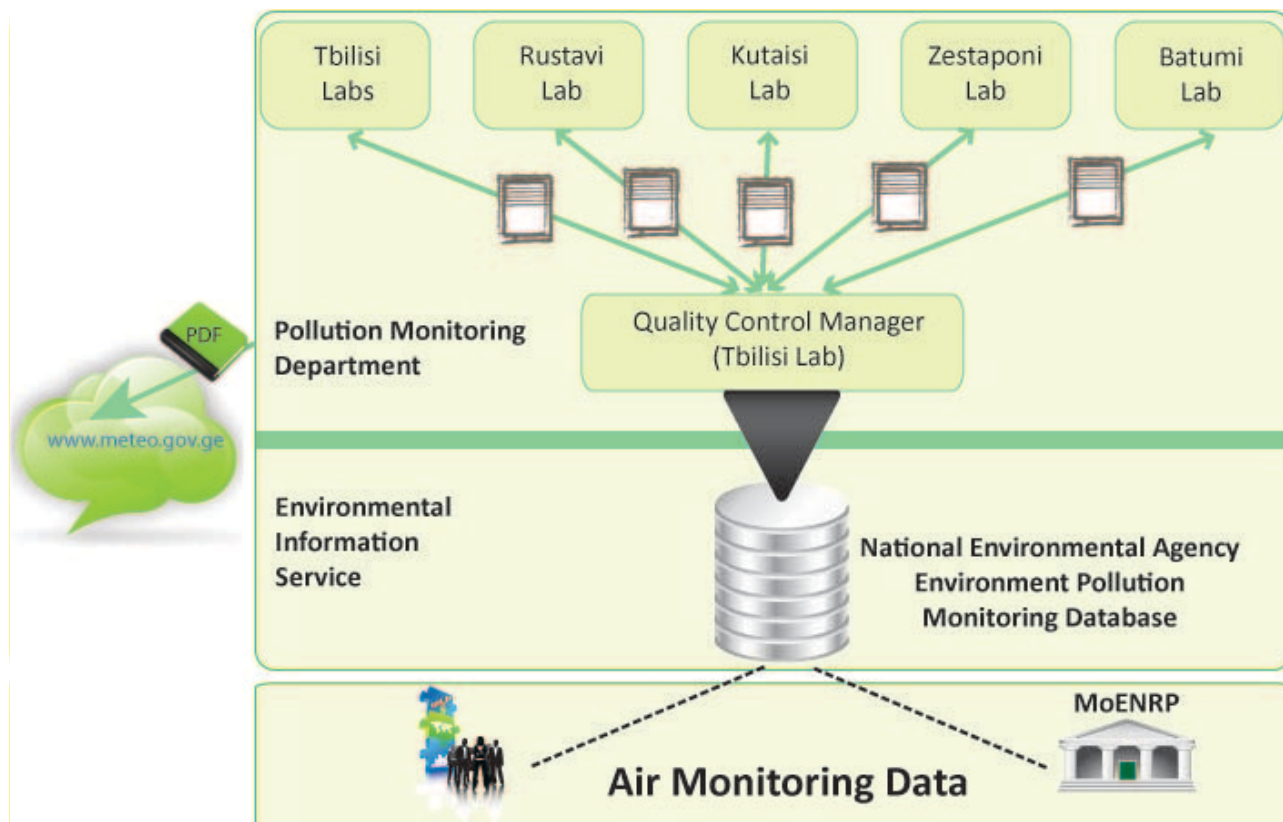 Tbilisi
Labs
Rustavi
Lab
Kutaisi
Lab
Zestaponi
Lab
Batumi
Lab
Quality Control Manager
(Tbilisi Lab)
PDF
Pollution Monitoring
Department
www.meteo.gov.ge
Environmental
Information
Service
National Environmental Agency
Environment Pollution
Monitoring Database
MoENRP
Air Monitoring Data